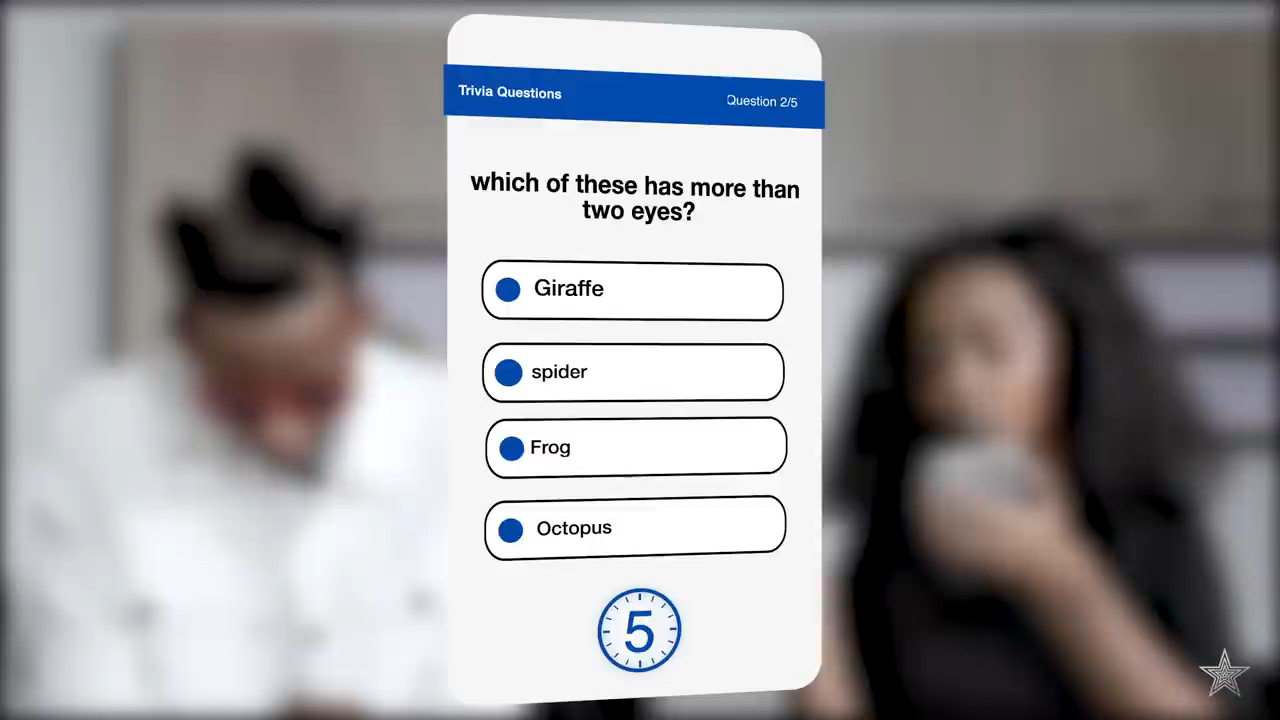 Trivia Questions
Question 2/5
which of these has more than
two eyes?
Giraffe
spider
Frog
Octopus
5